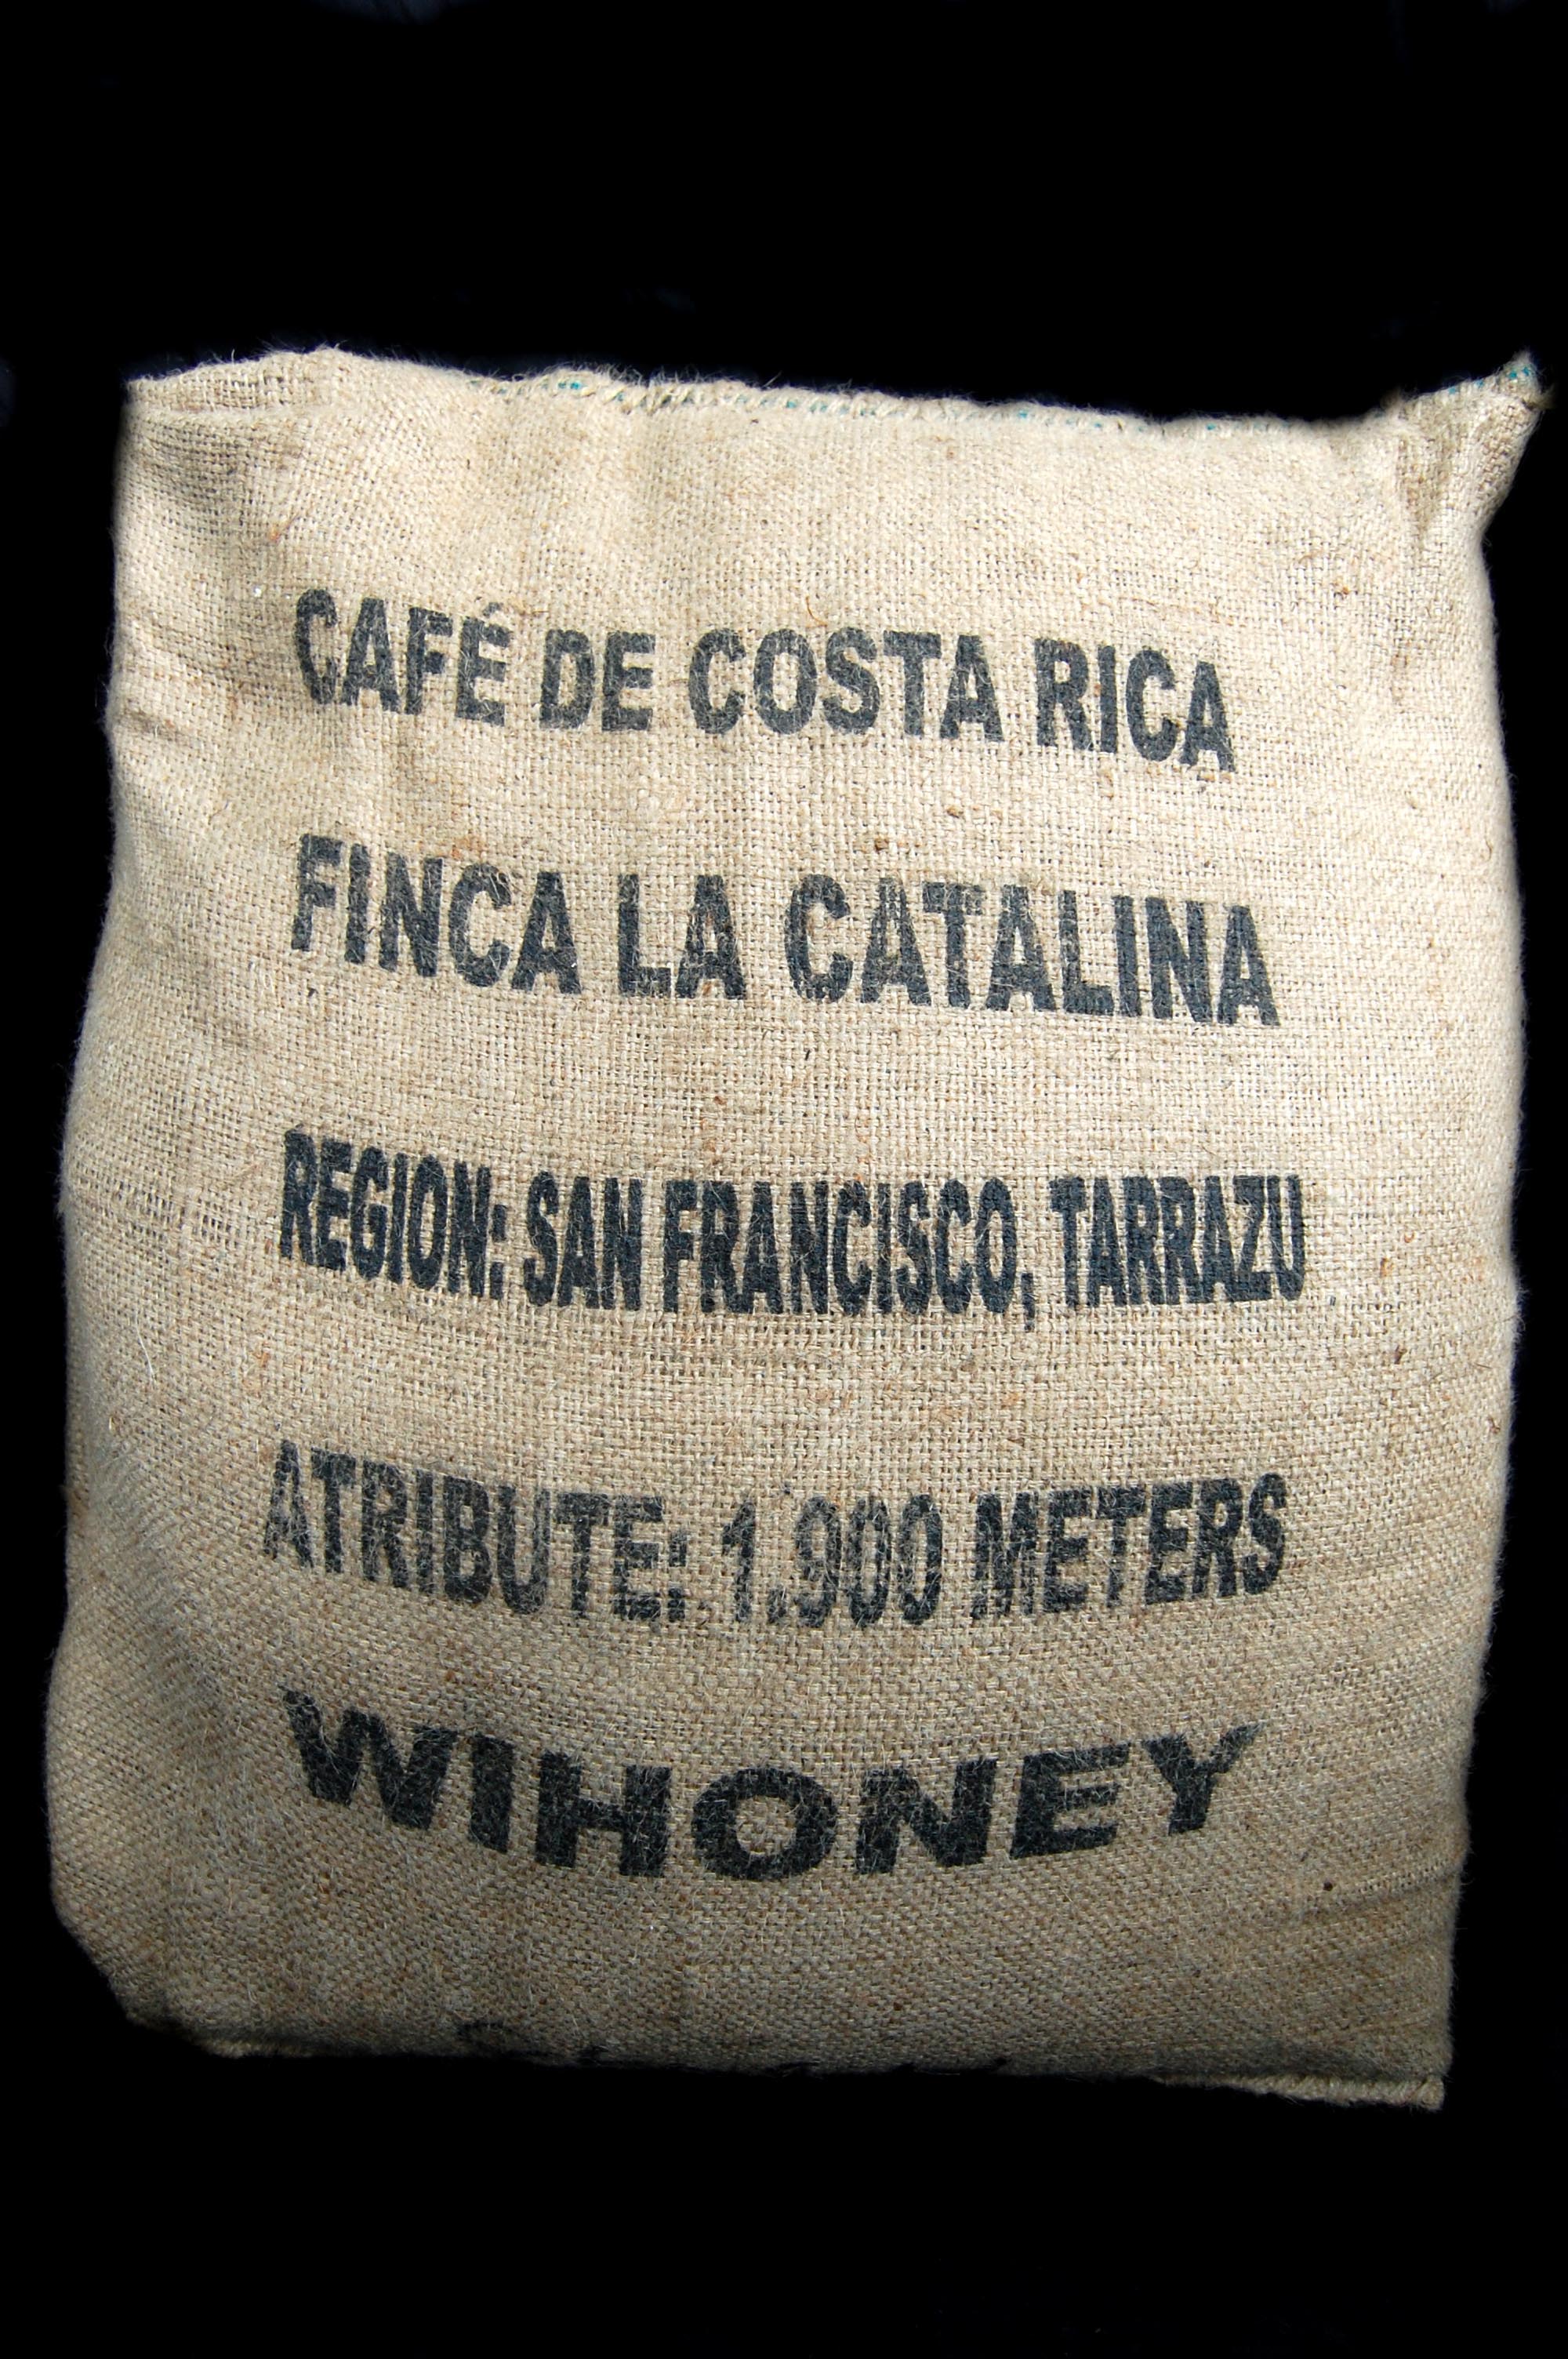 CAFÉ DE COSTA RICA
FINCA LA CATALINA
REGION: SAN FRANCISCO, TARRAZU
ATRIBUTE: 1.900 METERS
WIHONEY